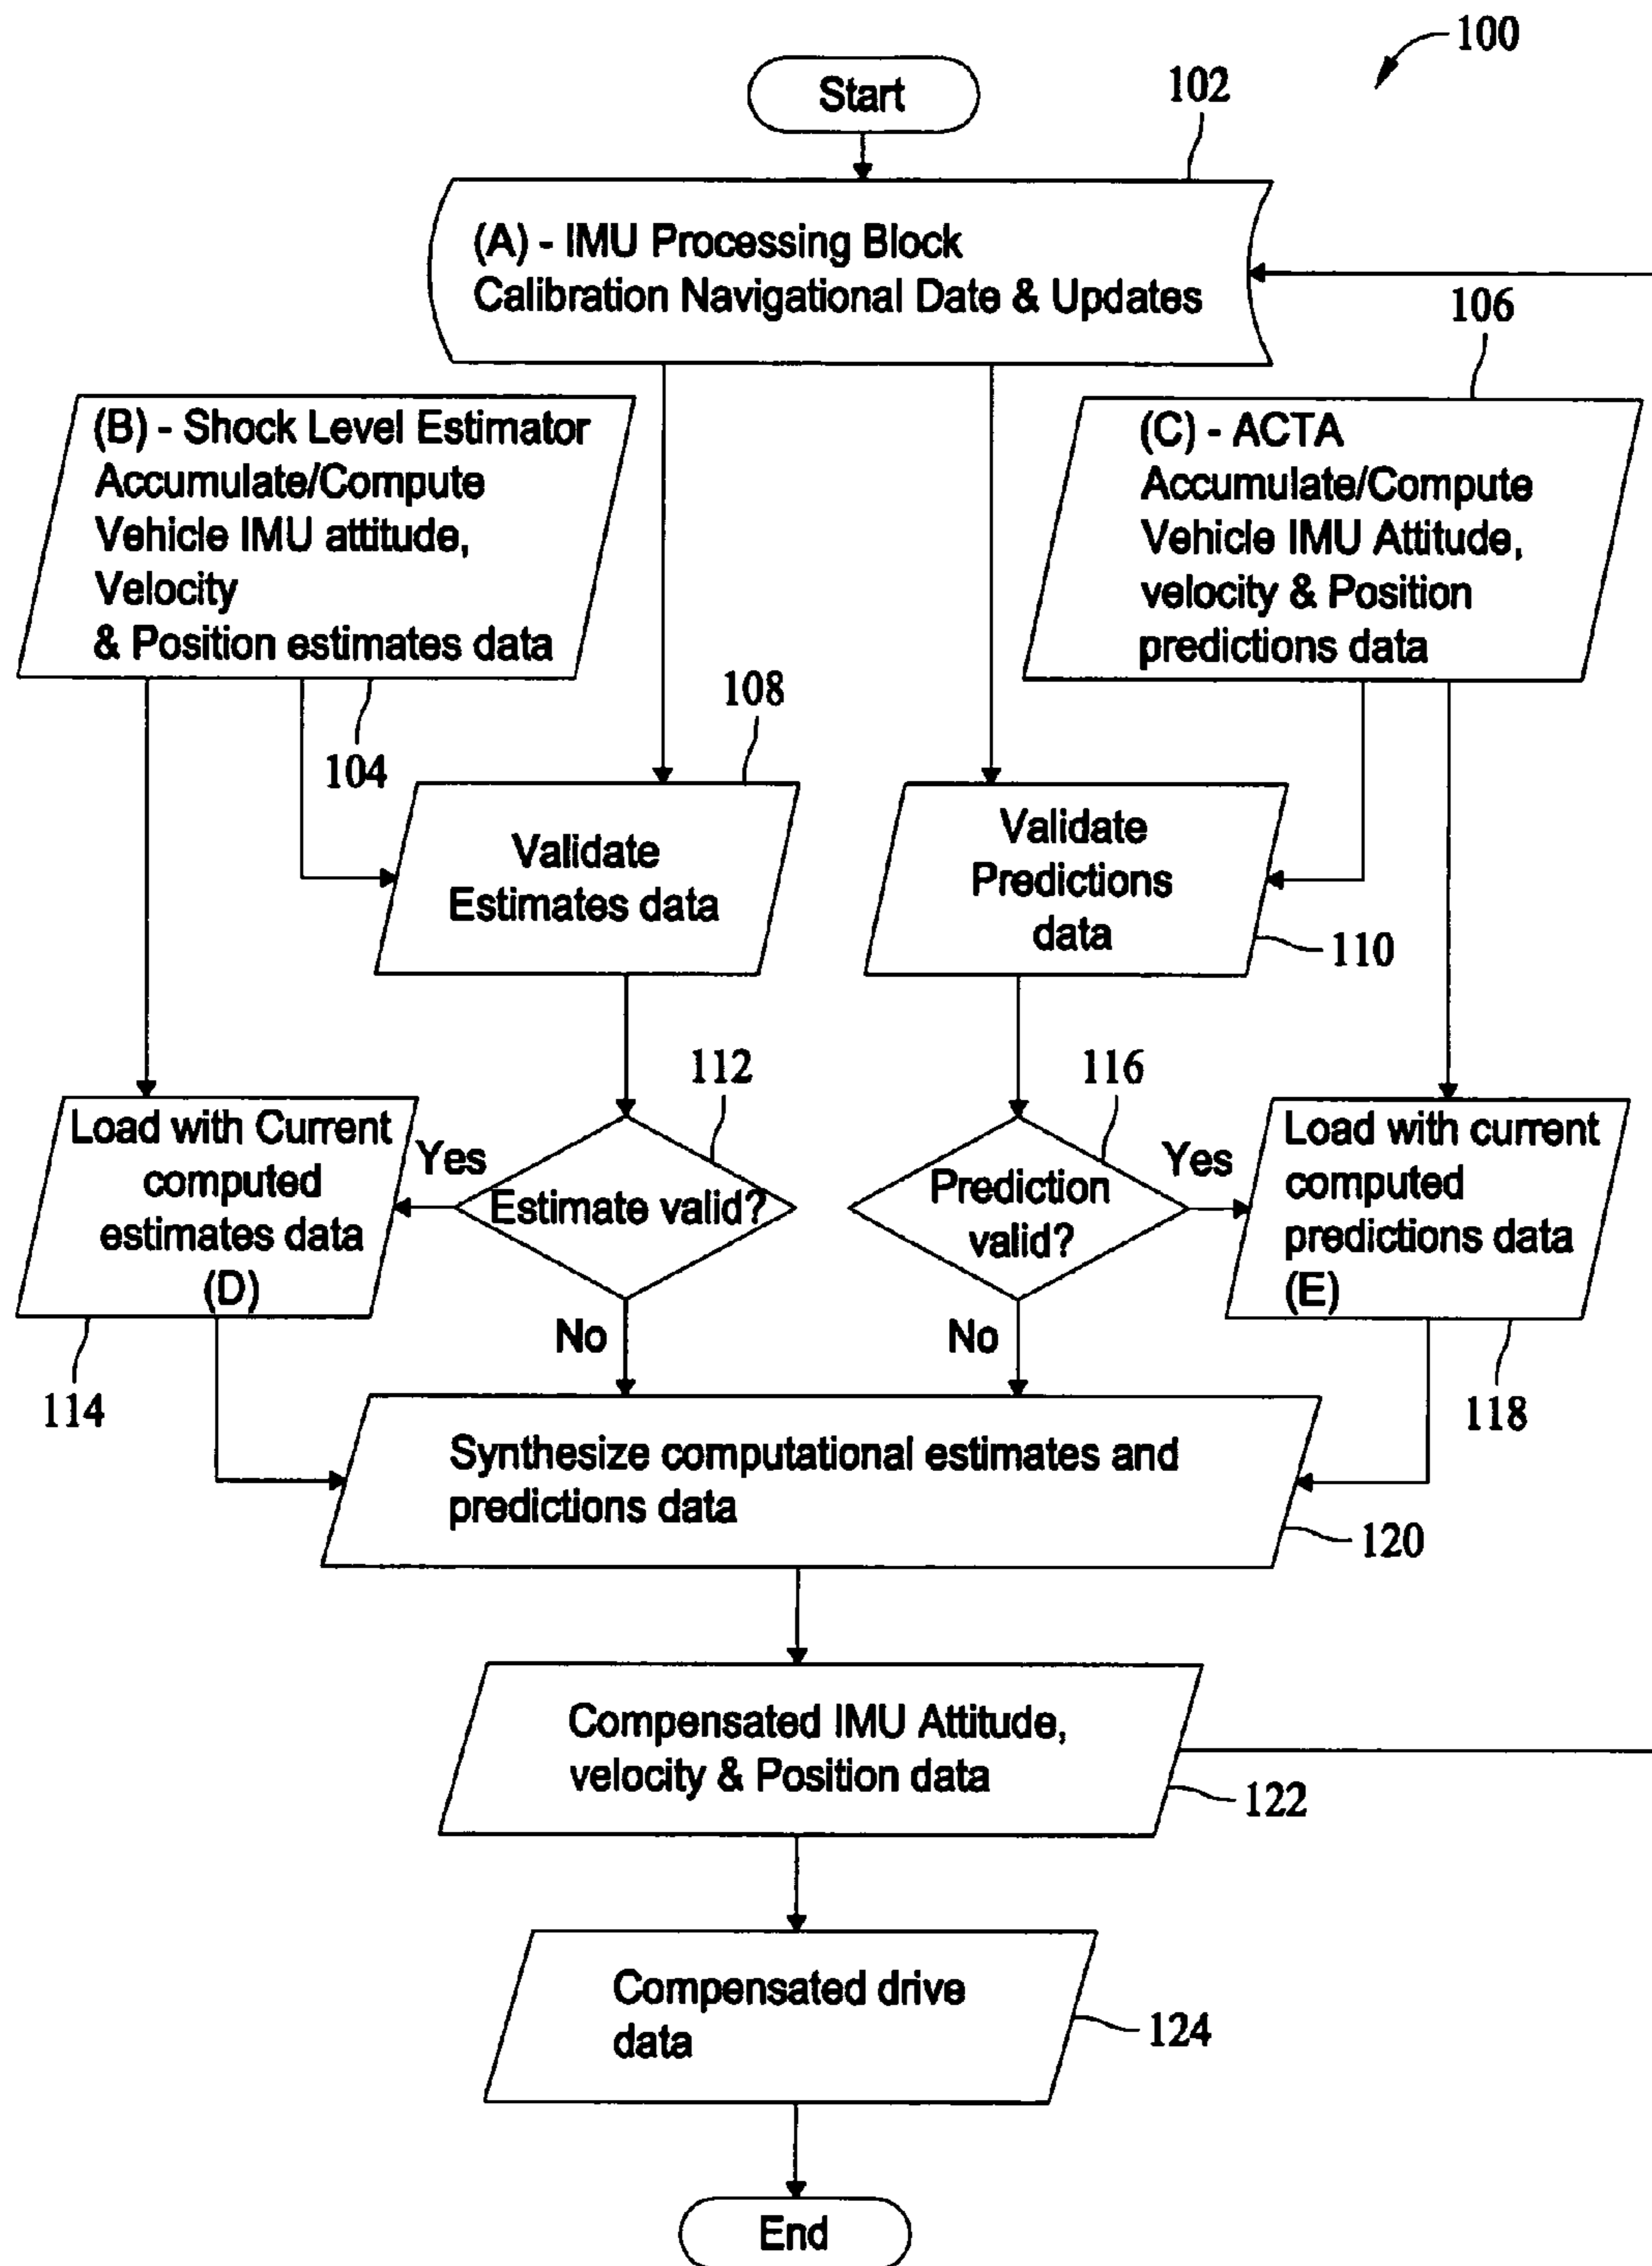 100
Start
102
(A) - IMU Processing Block
Calibration Navigational Date & Updates
106
(B) - Shock Level Estimator
Accumulate/Compute
Vehicle IMU attitude,
Velocity
& Position estimates data
104
(C) - ACTA
Accumulate/Compute
Vehicle IMU Attitude,
velocity & Position
predictions data
108
Validate
Estimates data
Validate
Predictions
data
110
112
116
Load with Current
computed
estimates data
(D)
114
Yes
Estimate valid?
No
Prediction
valid?
Yes
No
Load with current
computed
predictions data
(E)
118
Synthesize computational estimates and
predictions data
120
Compensated IMU Attitude,
velocity & Position data
122
Compensated drive
data
124
End